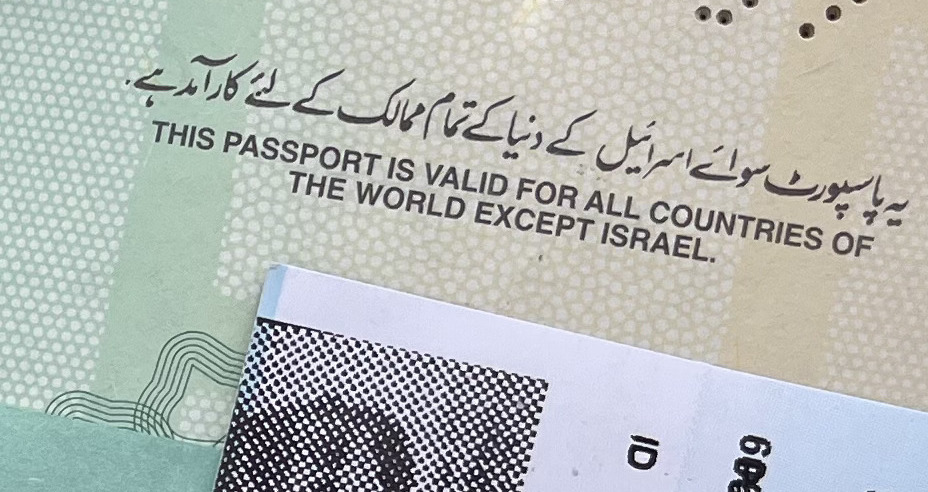 یہ پاسپورٹ سوائے اسرائیل کے دنیا کے تمام ممالک کے لئے کارآمد ہے۔
THIS PASSPORT IS VALID FOR ALL COUNTRIES OF
THE WORLD EXCEPT ISRAEL.
ID